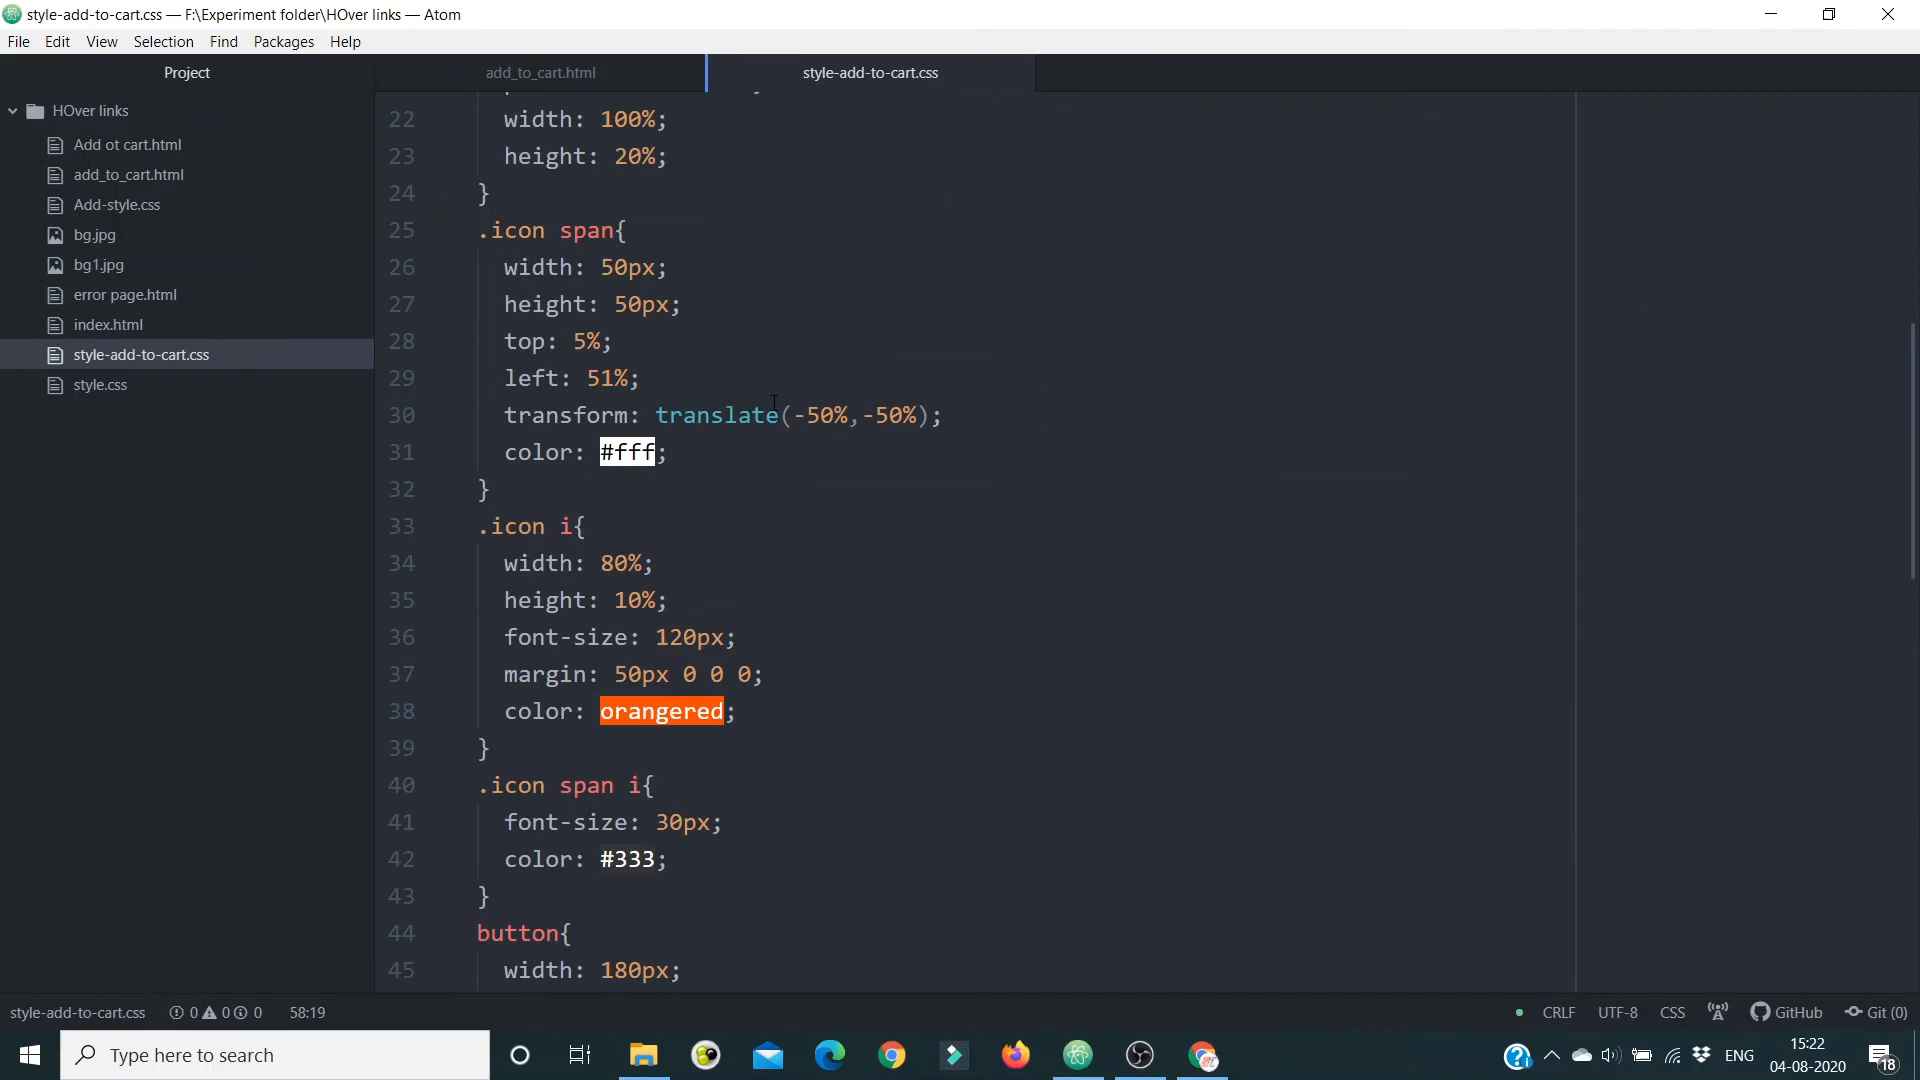 style-add-to-cart.css — F:\Experiment folder\HOver links — Atom
File Edit View Selection Find Packages Help
Project
add_to_cart.html
style-add-to-cart.css
HOver links
Add ot cart.html
add_to_cart.html
Add-style.css
bg.jpg
bg1.jpg
error page.html
index.html
style-add-to-cart.css
style.css
22 width: 100%;
23 height: 20%;
24 }
25 .icon span{
26 width: 50px;
27 height: 50px;
28 top: 5%;
29 left: 51%;
30 transform: translate(-50%,-50%);
31 color: #fff;
32 }
33 .icon i{
34 width: 80%;
35 height: 10%;
36 font-size: 120px;
37 margin: 50px 0 0 0;
38 color: orangered;
39 }
40 .icon span i{
41 font-size: 30px;
42 color: #333;
43 }
44 button{
45 width: 180px;
style-add-to-cart.css 0 0 0 58:19 CRLF UTF-8 CSS GitHub Git (0)
Type here to search
ENG
15:22
04-08-2020
18